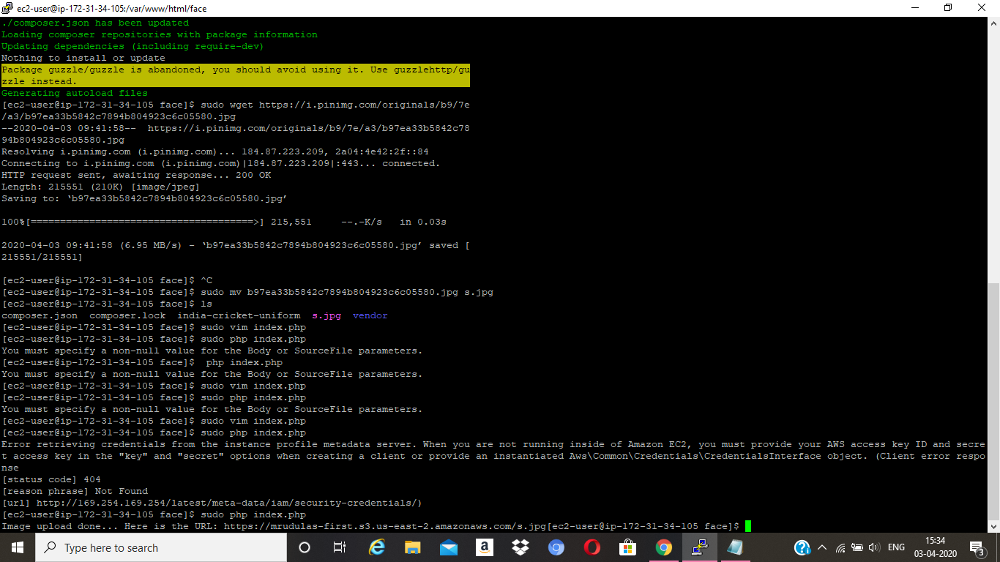 ec2-user@ip-172-31-34-105:/var/www/html/face
./composer.json has been updated
Loading composer repositories with package information
Updating dependencies (including require-dev)
Nothing to install or update
Package guzzle/guzzle is abandoned, you should avoid using it. Use guzzlehttp/gu
zzle instead.
Generating autoload files
[ec2-user@ip-172-31-34-105 face]$ sudo wget https://i.pinimg.com/originals/b9/7e
/a3/b97ea33b5842c7894b804923c6c05580.jpg
--2020-04-03 09:41:58--  https://i.pinimg.com/originals/b9/7e/a3/b97ea33b5842c78
94b804923c6c05580.jpg
Resolving i.pinimg.com (i.pinimg.com)... 184.87.223.209, 2a04:4e42:2f::84
Connecting to i.pinimg.com (i.pinimg.com)|184.87.223.209|:443... connected.
HTTP request sent, awaiting response... 200 OK
Length: 215551 (210K) [image/jpeg]
Saving to: ‘b97ea33b5842c7894b804923c6c05580.jpg’
100%[======================================>] 215,551     --.-K/s   in 0.03s
2020-04-03 09:41:58 (6.95 MB/s) - ‘b97ea33b5842c7894b804923c6c05580.jpg’ saved [
215551/215551]
[ec2-user@ip-172-31-34-105 face]$ ^C
[ec2-user@ip-172-31-34-105 face]$ sudo mv b97ea33b5842c7894b804923c6c05580.jpg s.jpg
[ec2-user@ip-172-31-34-105 face]$ ls
composer.json  composer.lock  india-cricket-uniform  s.jpg  vendor
[ec2-user@ip-172-31-34-105 face]$ sudo vim index.php
[ec2-user@ip-172-31-34-105 face]$ sudo php index.php
You must specify a non-null value for the Body or SourceFile parameters.
[ec2-user@ip-172-31-34-105 face]$  php index.php
You must specify a non-null value for the Body or SourceFile parameters.
[ec2-user@ip-172-31-34-105 face]$ sudo vim index.php
[ec2-user@ip-172-31-34-105 face]$ sudo php index.php
You must specify a non-null value for the Body or SourceFile parameters.
[ec2-user@ip-172-31-34-105 face]$ sudo vim index.php
[ec2-user@ip-172-31-34-105 face]$ sudo php index.php
Error retrieving credentials from the instance profile metadata server. When you are not running inside of Amazon EC2, you must provide your AWS access key ID and secre
t access key in the "key" and "secret" options when creating a client or provide an instantiated Aws\Common\Credentials\CredentialsInterface object. (Client error respo
nse
[status code] 404
[reason phrase] Not Found
[url] http://169.254.169.254/latest/meta-data/iam/security-credentials/)
[ec2-user@ip-172-31-34-105 face]$ sudo php index.php
Image upload done... Here is the URL: https://mrudulas-first.s3.us-east-2.amazonaws.com/s.jpg[ec2-user@ip-172-31-34-105 face]$
Type here to search
a
ENG
15:34
03-04-2020
3